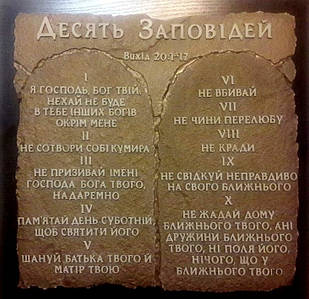 Десять Заповідей
Вихід 20:1-17
I
Я ГОСПОДЬ, БОГ ТВІЙ,
НЕХАЙ НЕ БУДЕ
В ТЕБЕ ІНШИХ БОГІВ
ОКРІМ МЕНЕ
II
НЕ СОТВОРИ СОБІ КУМИРА
III
НЕ ПРИЗИВАЙ ІМЕНІ
ГОСПОДА БОГА ТВОГО,
НАДАРЕМНО
IV
ПАМ'ЯТАЙ ДЕНЬ СУБОТНІЙ,
ЩОБ СВЯТИТИ ЙОГО
V
ШАНУЙ БАТЬКА ТВОГО Й
МАТІР ТВОЮ
VI
НЕ ВБИВАЙ
VII
НЕ ЧИНИ ПЕРЕЛЮБУ
VIII
НЕ КРАДИ
IX
НЕ СВІДКУЙ НЕПРАВДИВО
НА СВОГО БЛИЖНЬОГО
X
НЕ ЖАДАЙ ДОМУ
БЛИЖНЬОГО ТВОГО, АНІ
ДРУЖИНИ БЛИЖНЬОГО
ТВОГО, НІ ПОЛЯ ЙОГО,
НІЧОГО, ЩО У
БЛИЖНЬОГО ТВОГО